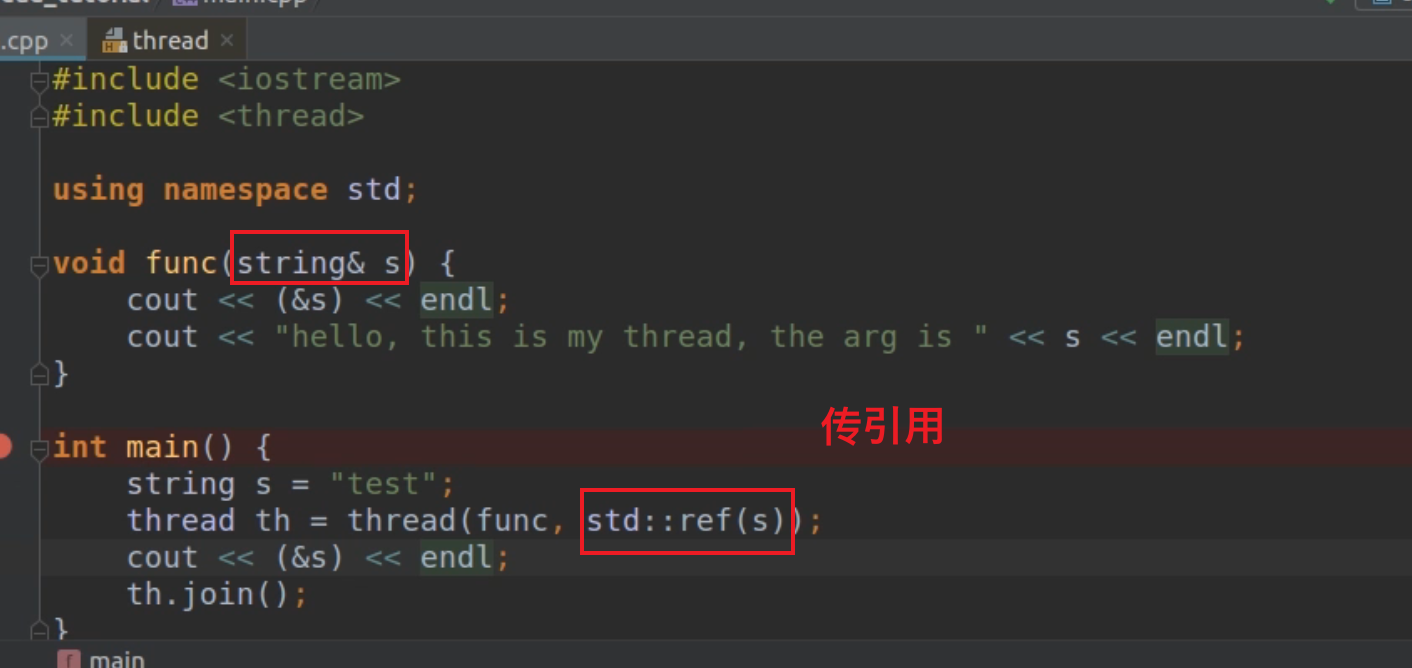 main.cpp
.cpp × thread ×
#include <iostream>
#include <thread>
using namespace std;
void func(string& s) {
cout << (&s) << endl;
cout << "hello, this is my thread, the arg is " << s << endl;
}
传引用
int main() {
string s = "test";
thread th = thread(func, std::ref(s));
cout << (&s) << endl;
th.join();
}
f main